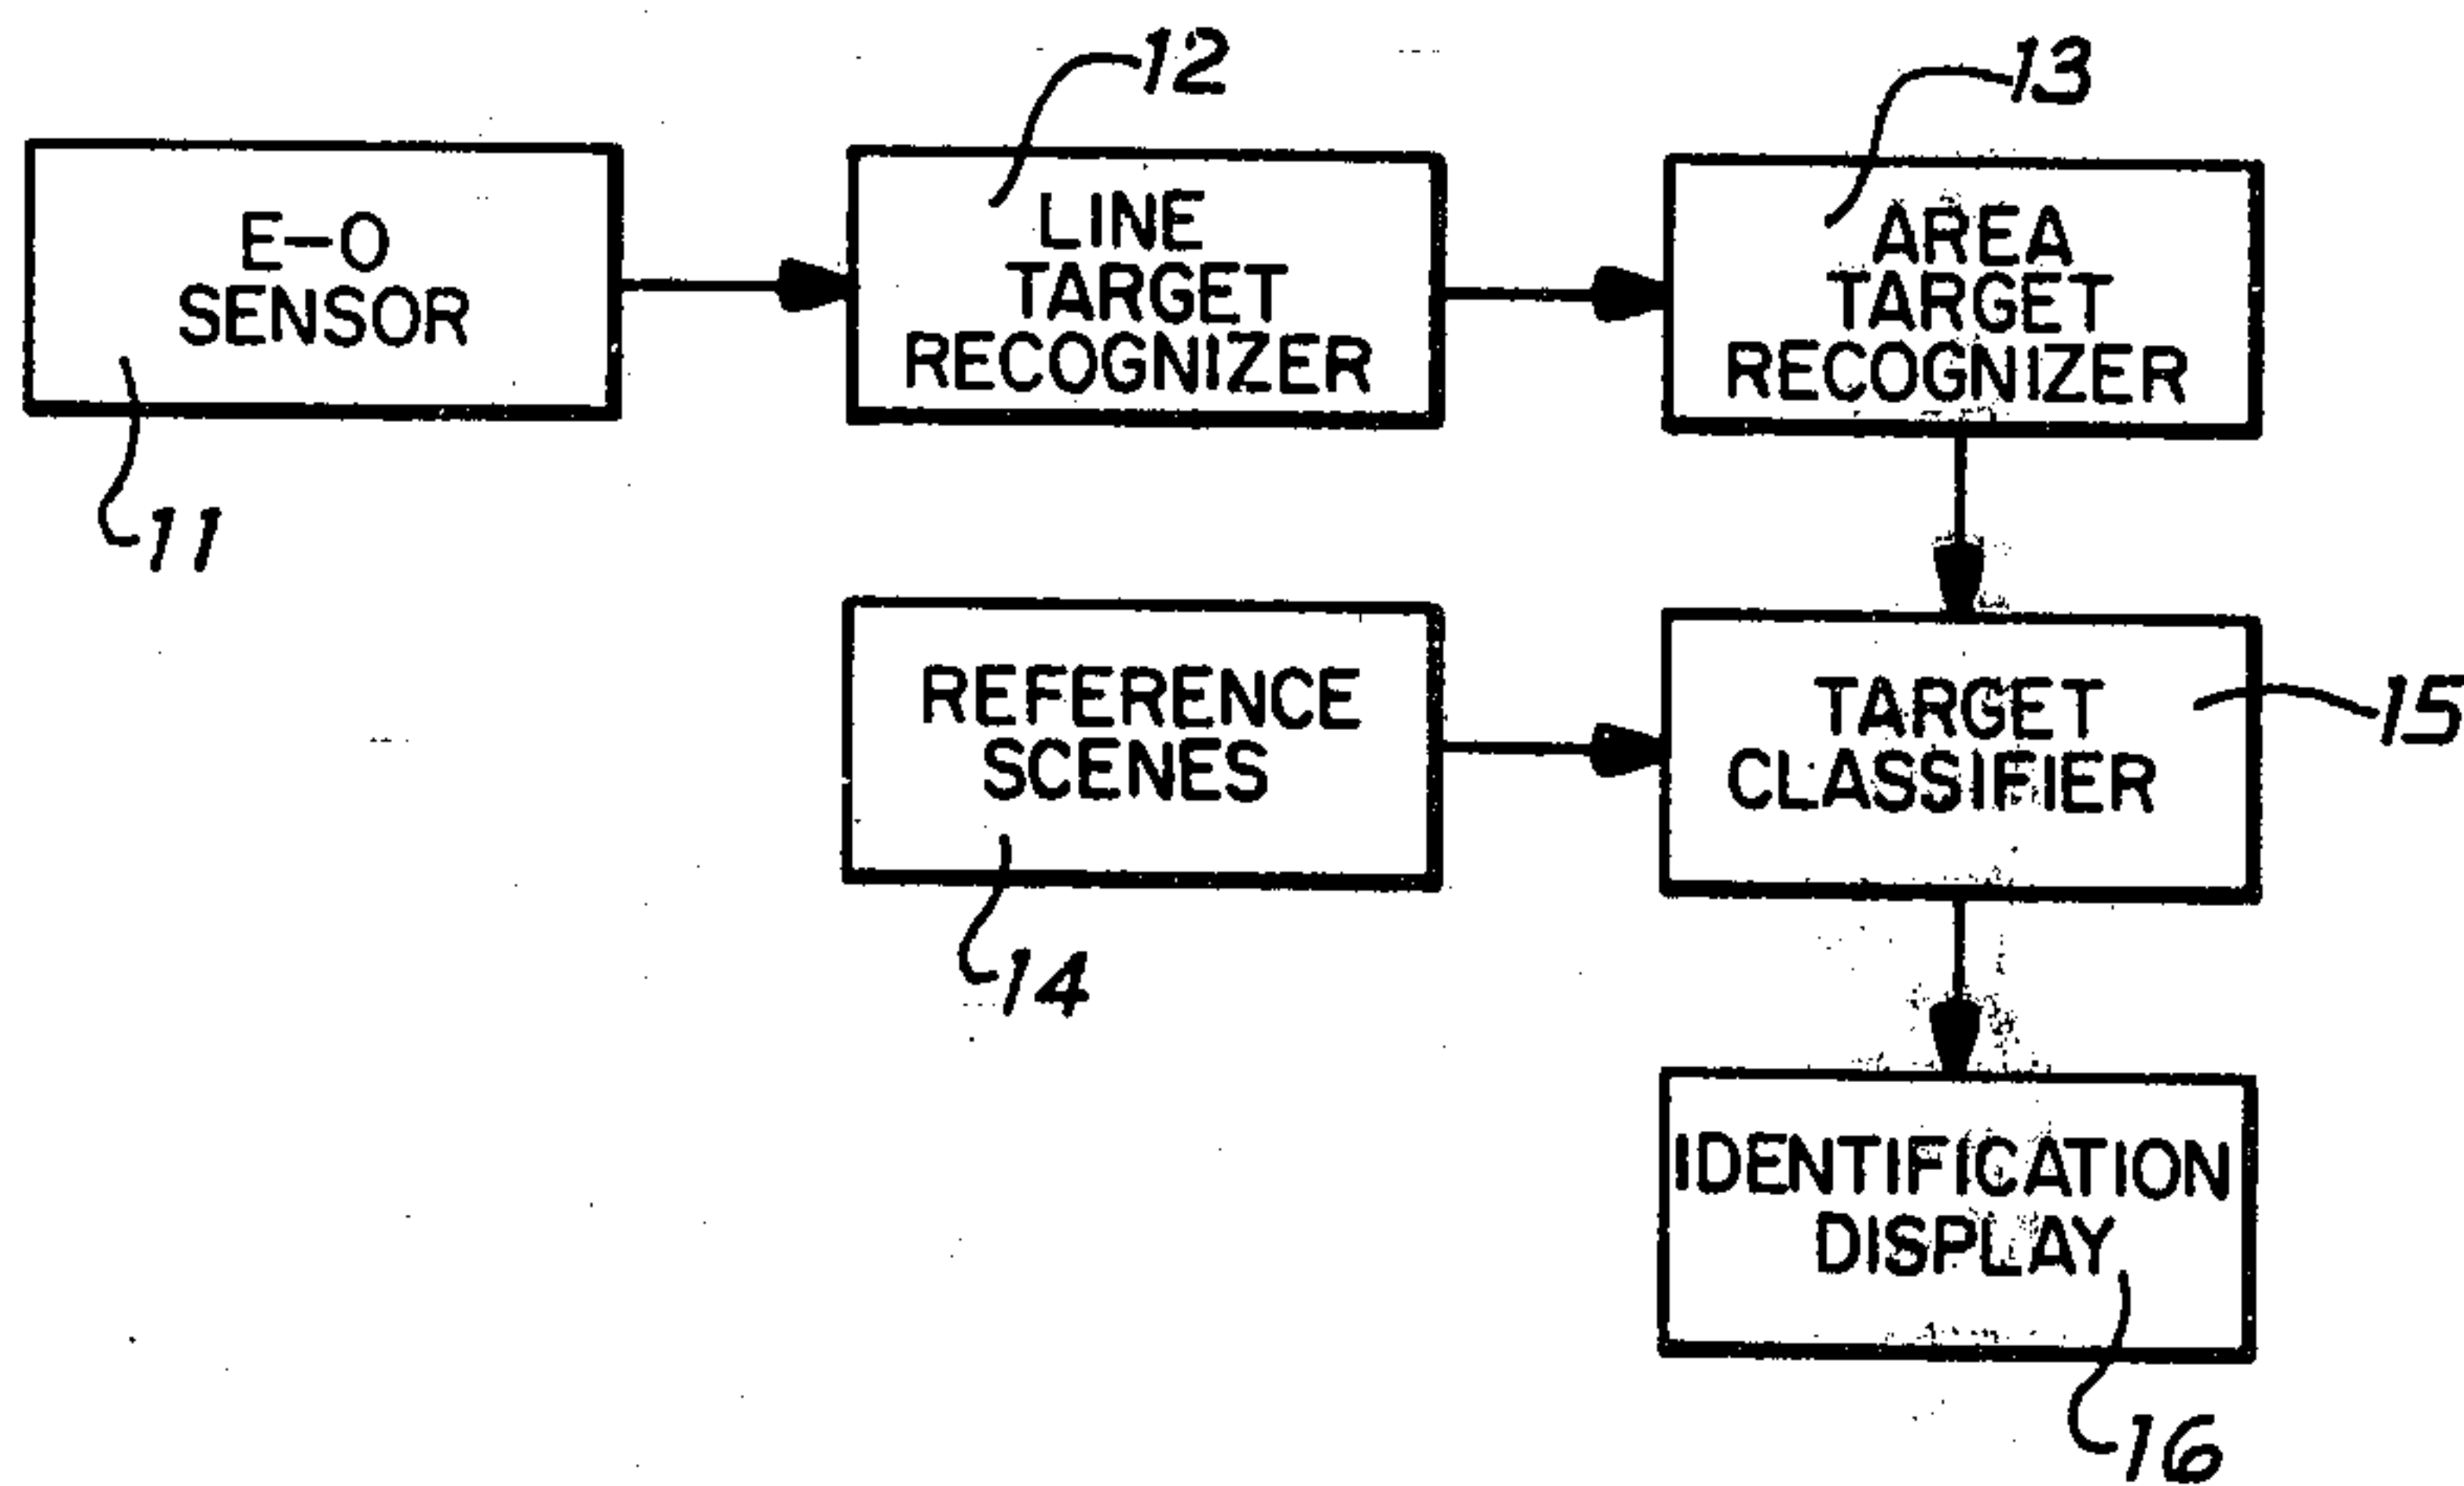 12
13
E-O
SENSOR
LINE
TARGET
RECOGNIZER
AREA
TARGET
RECOGNIZER
11
REFERENCE
SCENES
TARGET
CLASSIFIER
15
14
IDENTIFICATION
DISPLAY
16